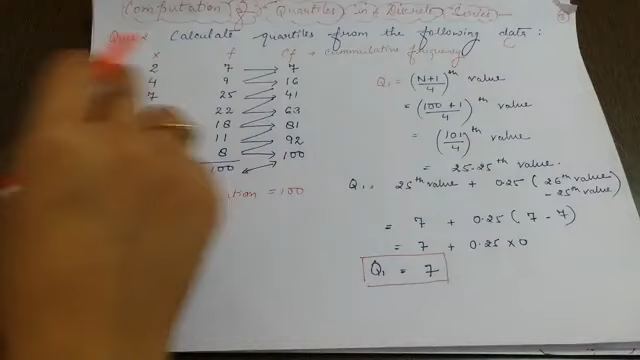 Computation of Quartiles in a Discrete Series
Calculate quartiles from the following data :
x f Cf → cummulative frequency
2 7 7
4 9 16
7 25 41
22 63
18 81
11 92
8 100
100
= 100
Q₁ = (N+1/4)th value
= (100 + 1/4)th value
= (101/4)th value
= 25.25th value.
Q₁ = 25th value + 0.25 (26th value - 25th value)
= 7 + 0.25 (7 - 7)
= 7 + 0.25 × 0
Q₁ = 7